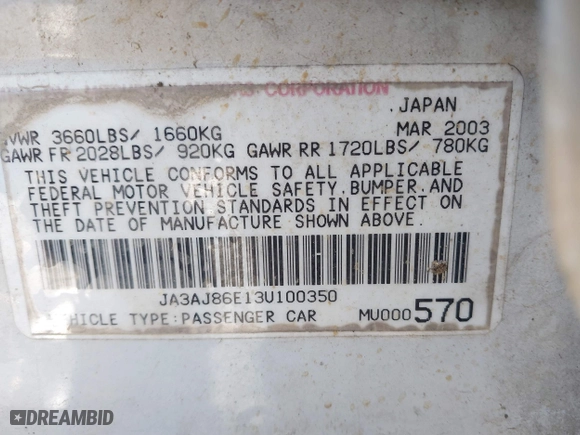 CORPORATION
JAPAN
GVWR 3660LBS/ 1660KG MAR 2003
GAWR FR 2028LBS/ 920KG GAWR RR 1720LBS/ 780KG
THIS VEHICLE CONFORMS TO ALL APPLICABLE
FEDERAL MOTOR VEHICLE SAFETY, BUMPER, AND
THEFT PREVENTION STANDARDS IN EFFECT ON
THE DATE OF MANUFACTURE SHOWN ABOVE.
JA3AJ86E13U100350
VEHICLE TYPE:PASSENGER CAR MU000570
DREAMBID